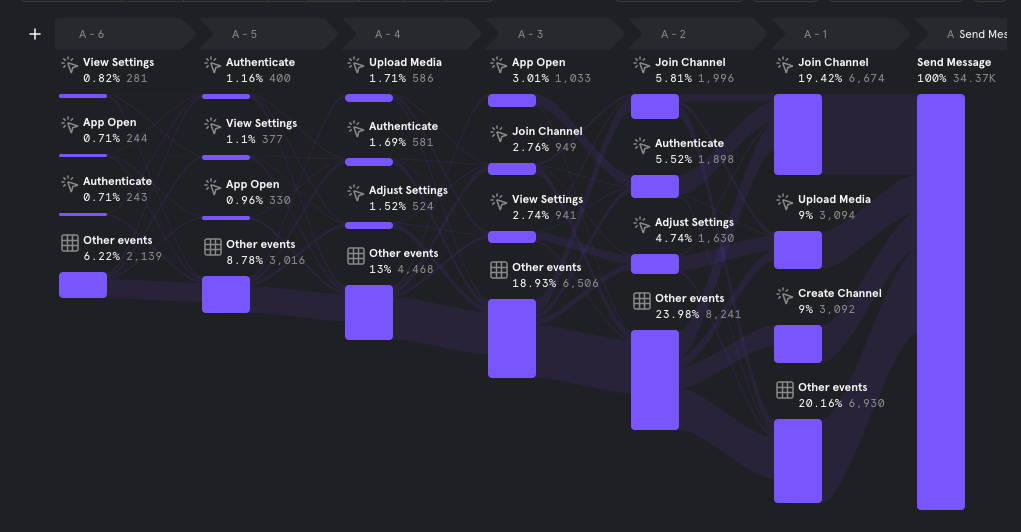 A - 6
A - 5
A - 4
A - 3
A - 2
A - 1
A Send Mes
View Settings
0.82% 281
App Open
0.71% 244
Authenticate
0.71% 243
Other events
6.22% 2,139
Authenticate
1.16% 400
View Settings
1.1% 377
App Open
0.96% 330
Other events
8.78% 3,016
Upload Media
1.71% 586
Authenticate
1.69% 581
Adjust Settings
1.52% 524
Other events
13% 4,468
App Open
3.01% 1,033
Join Channel
2.76% 949
View Settings
2.74% 941
Other events
18.93% 6,506
Join Channel
5.81% 1,996
Authenticate
5.52% 1,898
Adjust Settings
4.74% 1,630
Other events
23.98% 8,241
Join Channel
19.42% 6,674
Upload Media
9% 3,094
Create Channel
9% 3,092
Other events
20.16% 6,930
Send Message
100% 34.37K